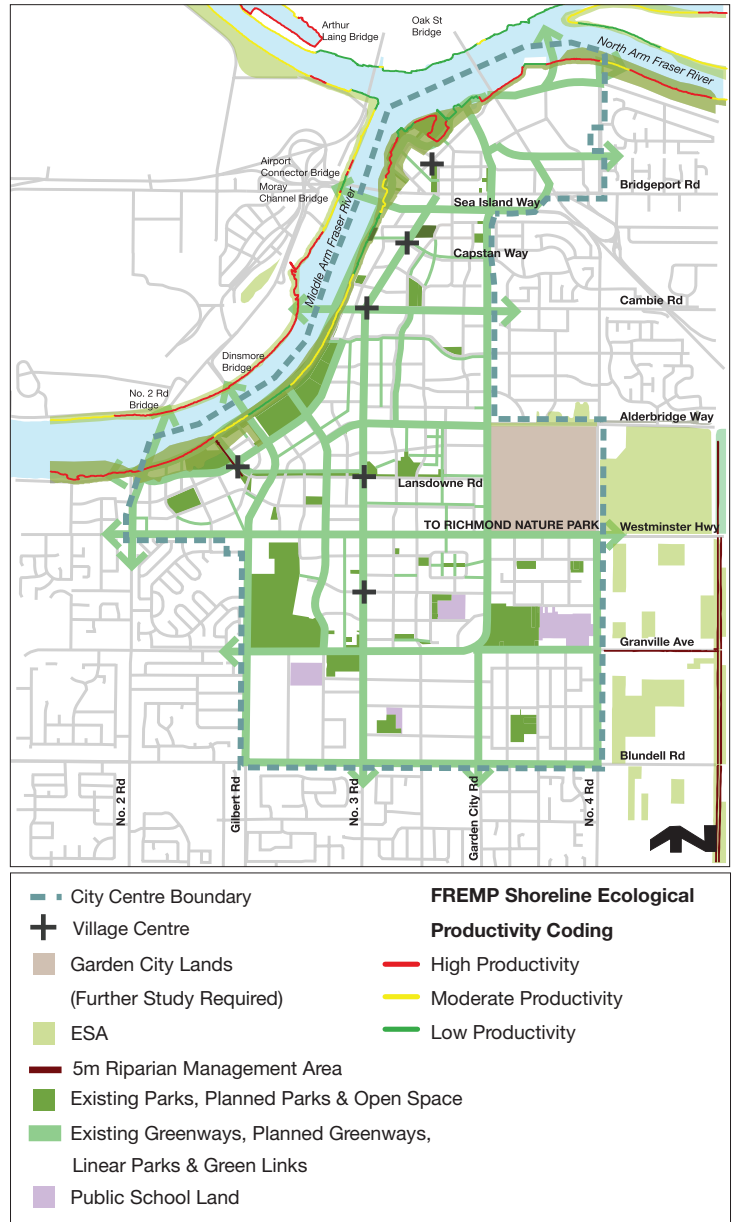 Arthur
Laing Bridge
Oak St
Bridge
North Arm Fraser River
Airport
Connector Bridge
Moray
Channel Bridge
Middle Arm Fraser River
Bridgeport Rd
Sea Island Way
Capstan Way
Cambie Rd
Dinsmore
Bridge
No. 2 Rd
Bridge
Alderbridge Way
Lansdowne Rd
TO RICHMOND NATURE PARK
Westminster Hwy
Granville Ave
Blundell Rd
No. 2 Rd
Gilbert Rd
No. 3 Rd
Garden City Rd
No. 4 Rd
N
City Centre Boundary
Village Centre
Garden City Lands
(Further Study Required)
ESA
5m Riparian Management Area
Existing Parks, Planned Parks & Open Space
Existing Greenways, Planned Greenways,
Linear Parks & Green Links
Public School Land
FREMP Shoreline Ecological
Productivity Coding
High Productivity
Moderate Productivity
Low Productivity